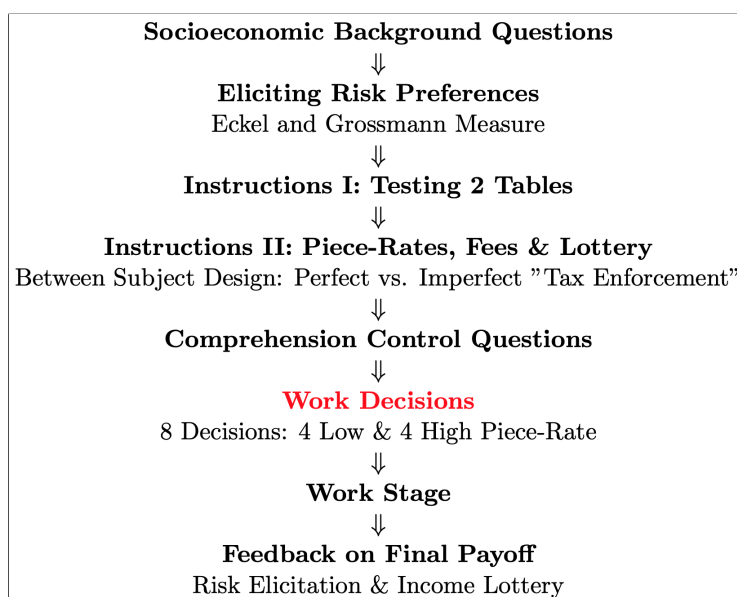 Socioeconomic Background Questions
⇓
Eliciting Risk Preferences
Eckel and Grossmann Measure
⇓
Instructions I: Testing 2 Tables
⇓
Instructions II: Piece-Rates, Fees & Lottery
Between Subject Design: Perfect vs. Imperfect ”Tax Enforcement”
⇓
Comprehension Control Questions
⇓
Work Decisions
8 Decisions: 4 Low & 4 High Piece-Rate
⇓
Work Stage
⇓
Feedback on Final Payoff
Risk Elicitation & Income Lottery